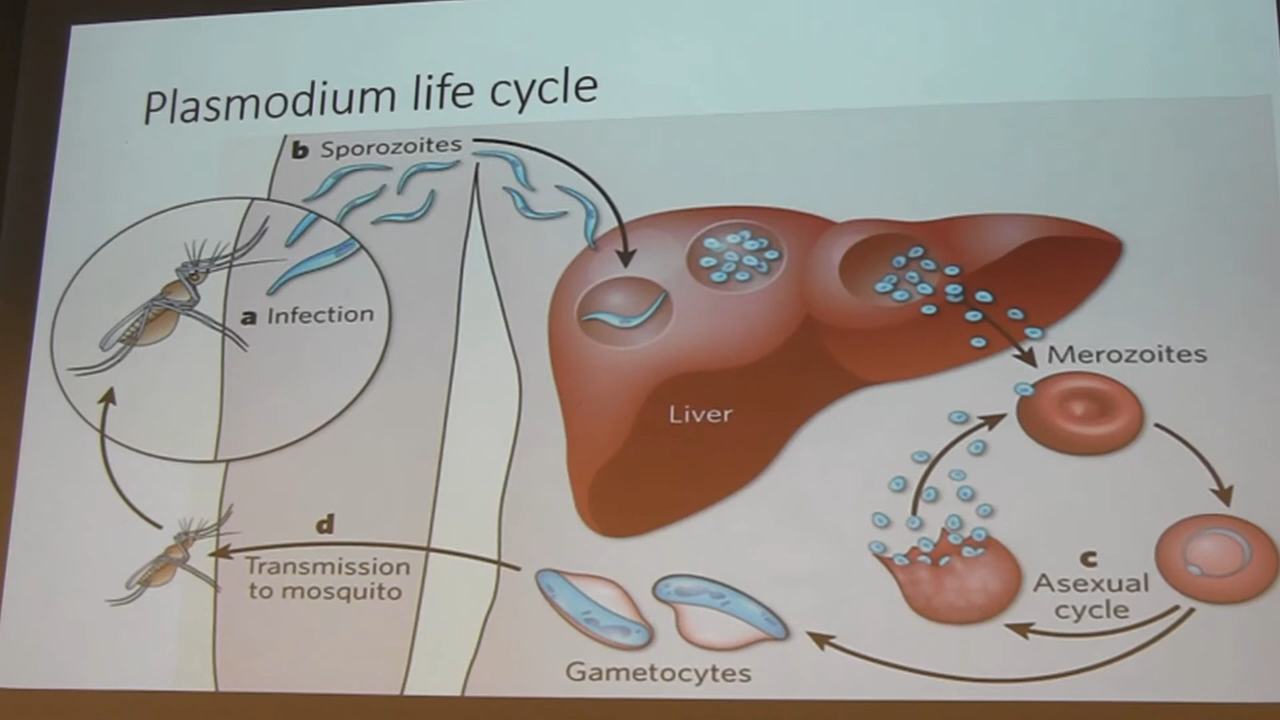 Plasmodium life cycle
b Sporozoites
a Infection
Liver
Merozoites
c
Asexual
cycle
d
Transmission
to mosquito
Gametocytes